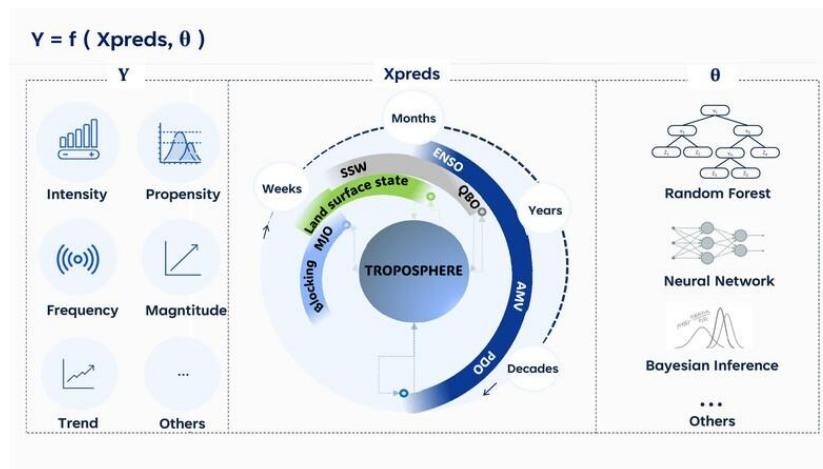 Y = f ( Xpreds, θ )
Y
Intensity
Propensity
Frequency
Magntitude
Trend
...
Others
Xpreds
Months
Weeks
Years
Decades
SSW
Land surface state
MJO
Blocking
ENSO
QBO
AMV
PDO
TROPOSPHERE
θ
Random Forest
Neural Network
Bayesian Inference
...
Others